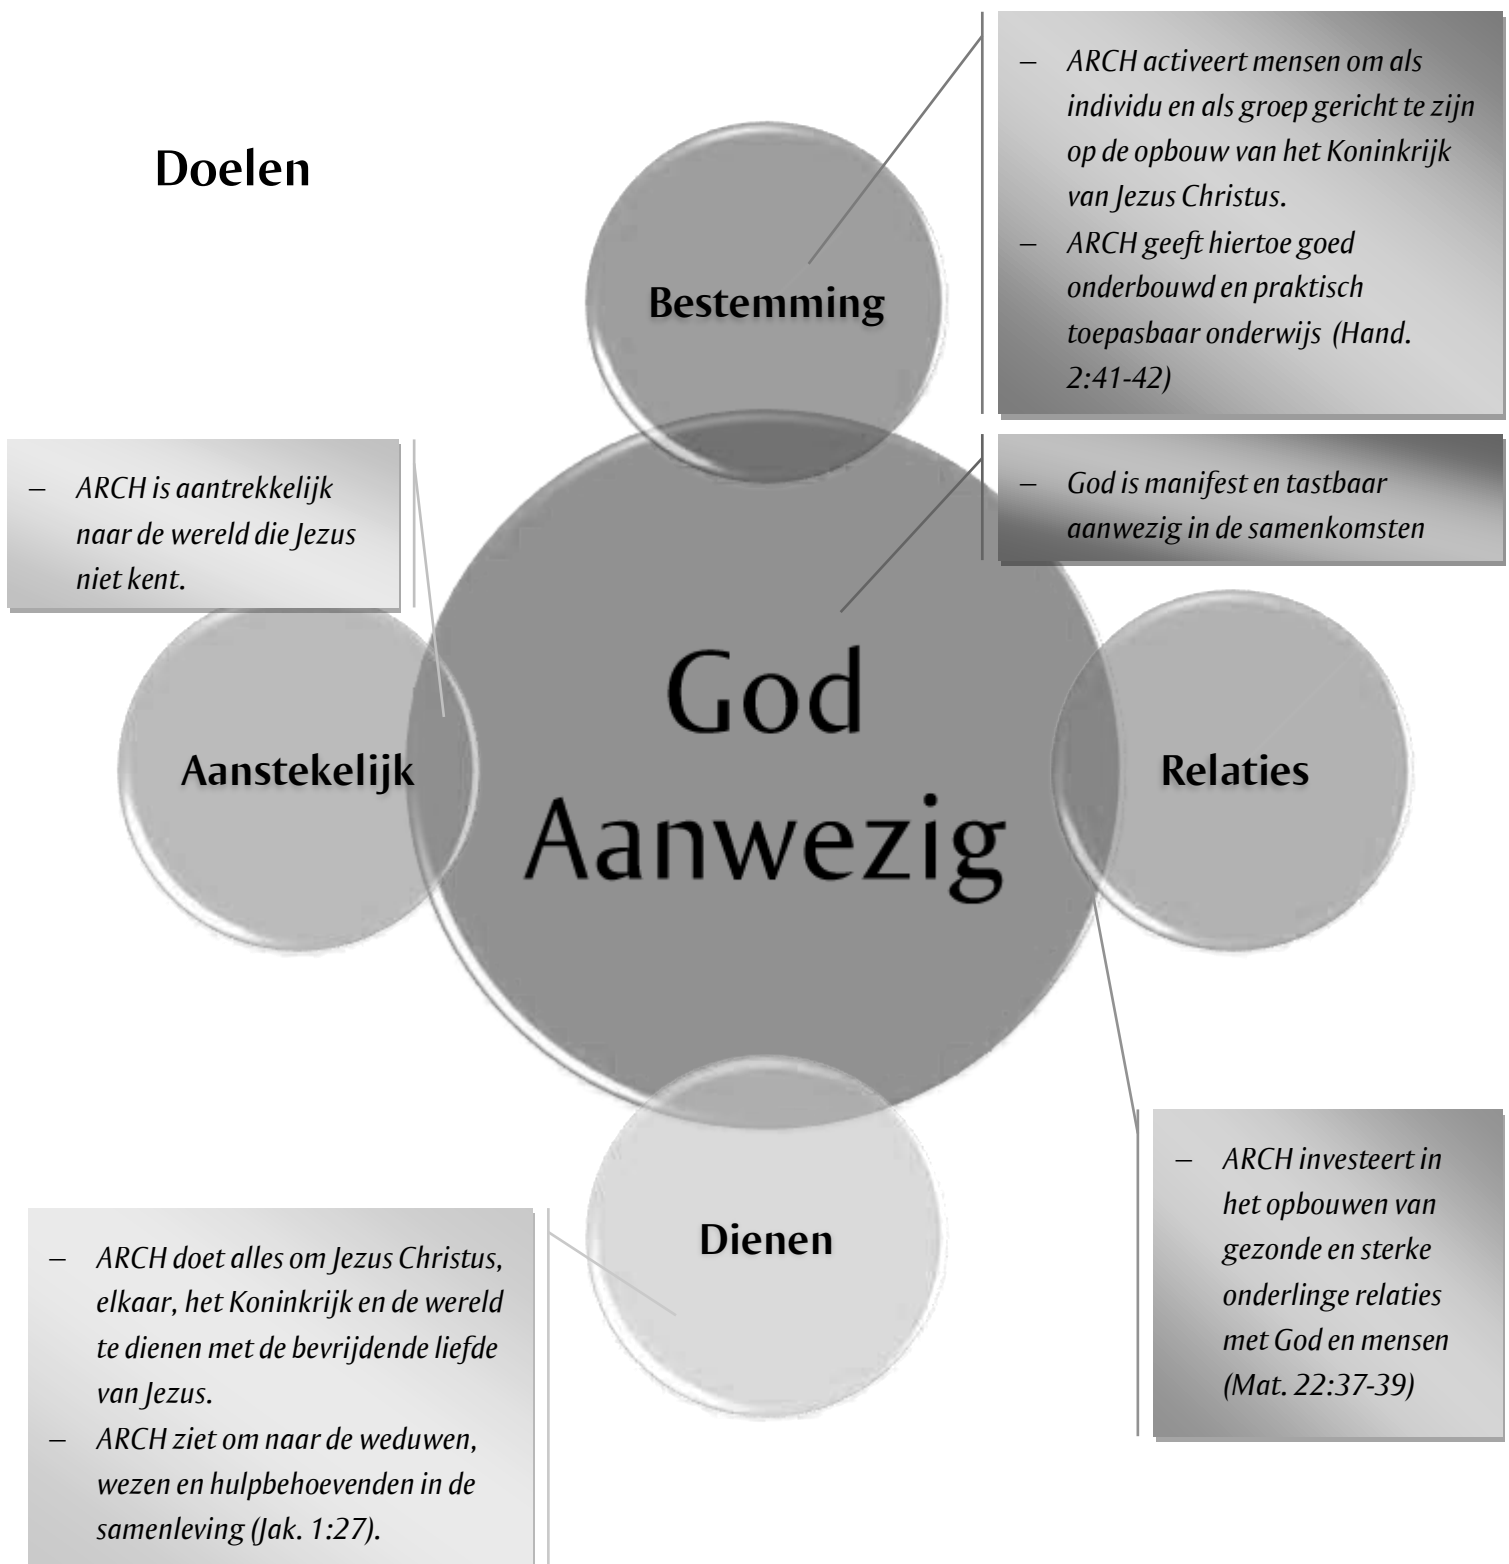 Doelen
– ARCH activeert mensen om als
individu en als groep gericht te zijn
op de opbouw van het Koninkrijk
van Jezus Christus.
– ARCH geeft hiertoe goed
onderbouwd en praktisch
toepasbaar onderwijs (Hand.
2:41-42)
Bestemming
– God is manifest en tastbaar
aanwezig in de samenkomsten
– ARCH is aantrekkelijk
naar de wereld die Jezus
niet kent.
God
Aanwezig
Aanstekelijk
Relaties
– ARCH investeert in
het opbouwen van
gezonde en sterke
onderlinge relaties
met God en mensen
(Mat. 22:37-39)
Dienen
– ARCH doet alles om Jezus Christus,
elkaar, het Koninkrijk en de wereld
te dienen met de bevrijdende liefde
van Jezus.
– ARCH ziet om naar de weduwen,
wezen en hulpbehoevenden in de
samenleving (Jak. 1:27).